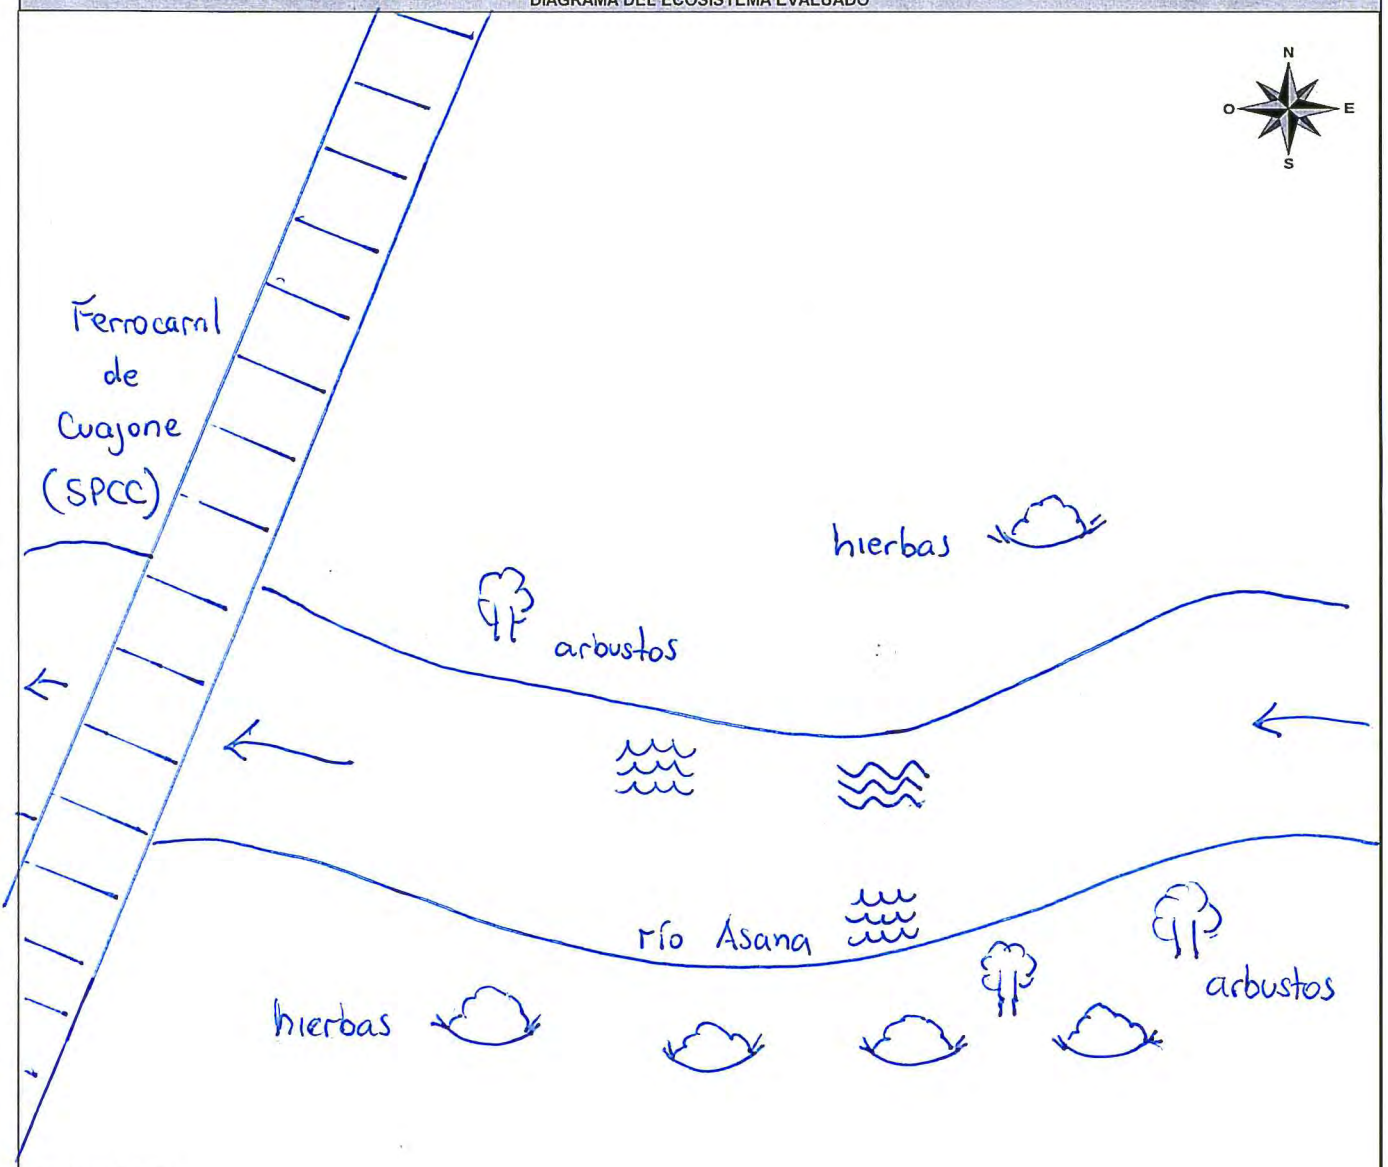 DIAGRAMA DEL ECOSISTEMA EVALUADO
N
O E
S
Ferrocarril
de
Cuajone
(SPCC)
hierbas
arbustos
río Asana
arbustos
hierbas